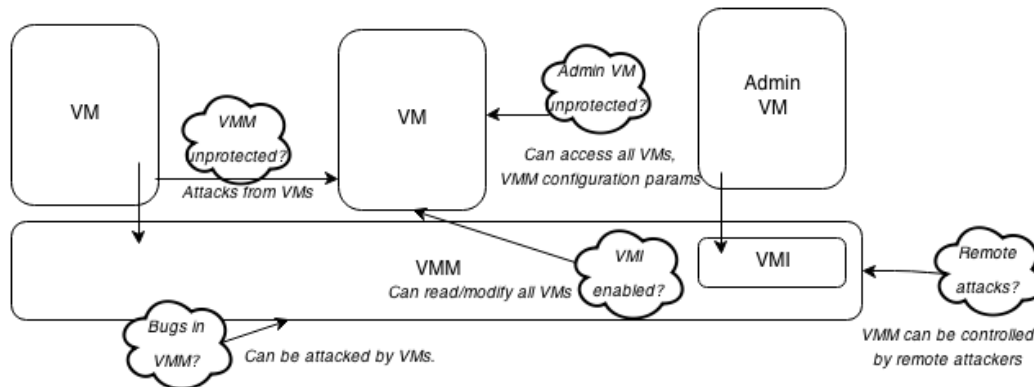 VM
VMM
unprotected?
Attacks from VMs
VM
Admin VM
unprotected?
Can access all VMs,
VMM configuration params
Admin
VM
VMM
Can read/modify all VMs
VMI
enabled?
VMI
Remote
attacks?
VMM can be controlled
by remote attackers
Bugs in
VMM?
Can be attacked by VMs.